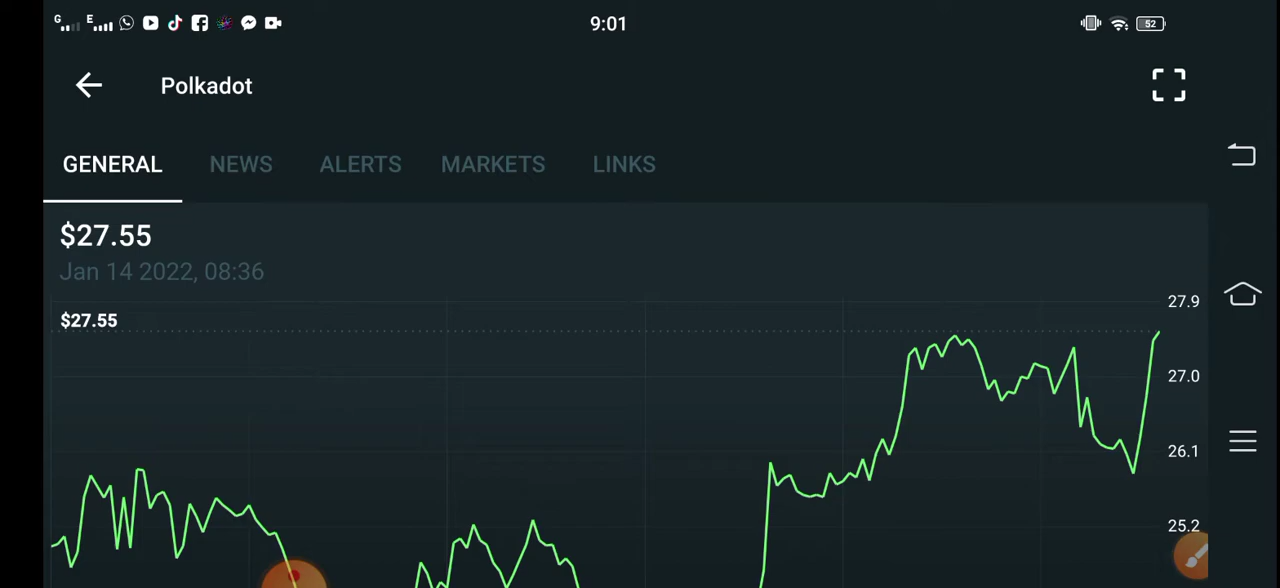 G E 9:01 52
Polkadot
GENERAL NEWS ALERTS MARKETS LINKS
$27.55
Jan 14 2022, 08:36
27.9
$27.55
27.0
26.1
25.2